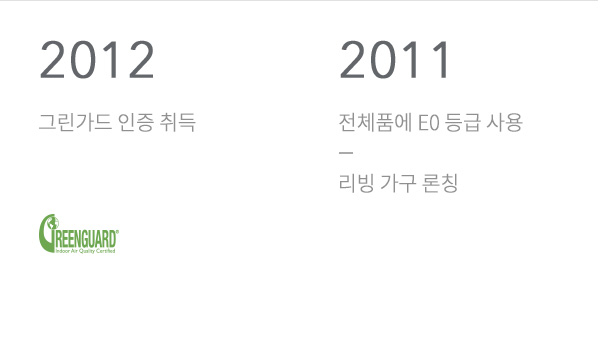 2012
그린가드 인증 취득
GREENGUARD®
Indoor Air Quality Certified
2011
전체품에 E0 등급 사용
–
리빙 가구 론칭